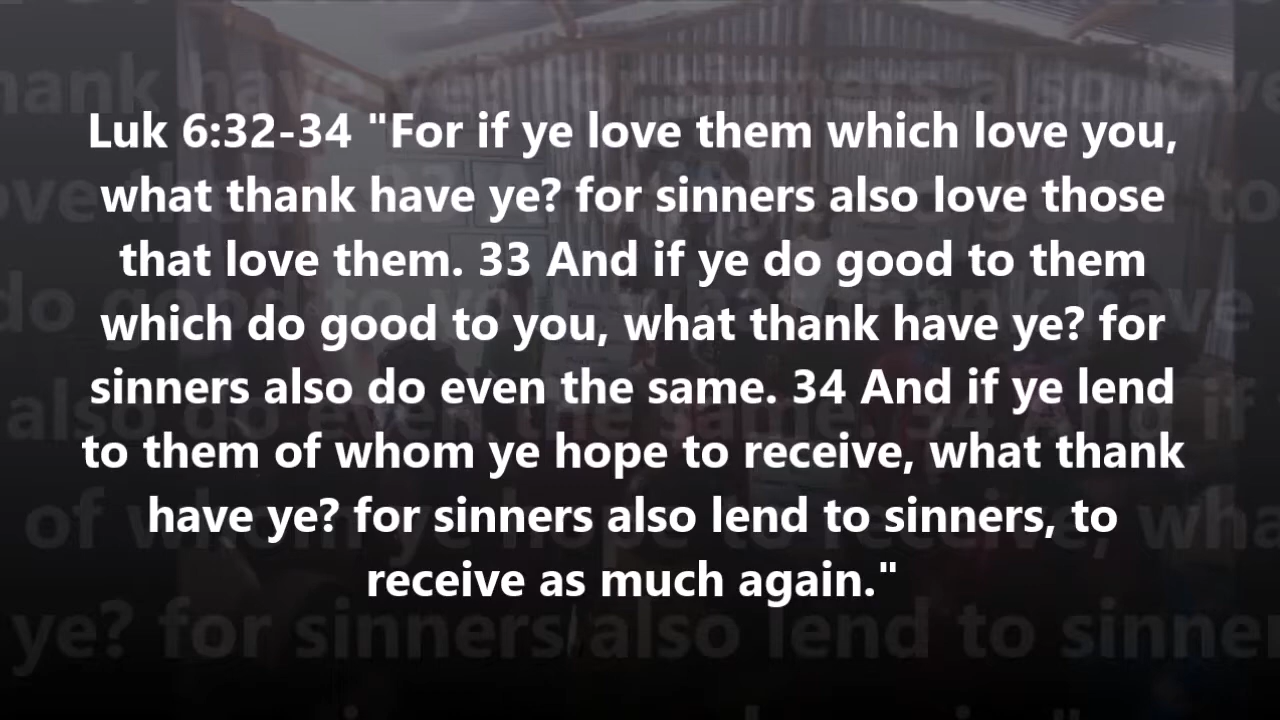 Luk 6:32-34 "For if ye love them which love you,
what thank have ye? for sinners also love those
that love them. 33 And if ye do good to them
which do good to you, what thank have ye? for
sinners also do even the same. 34 And if ye lend
to them of whom ye hope to receive, what thank
have ye? for sinners also lend to sinners, to
receive as much again."